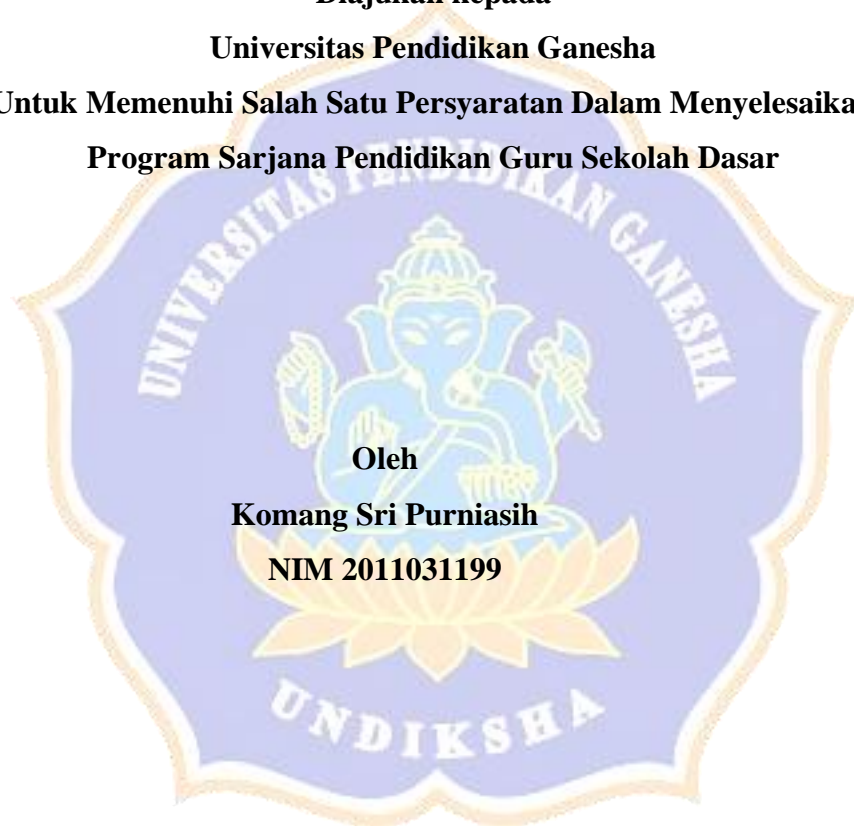 Diajukan kepada
Universitas Pendidikan Ganesha
Untuk Memenuhi Salah Satu Persyaratan Dalam Menyelesaika
Program Sarjana Pendidikan Guru Sekolah Dasar
UNIVERSITAS PENDIDIKAN GANESHA
Oleh
Komang Sri Purniasih
NIM 2011031199
UNDIKSHA